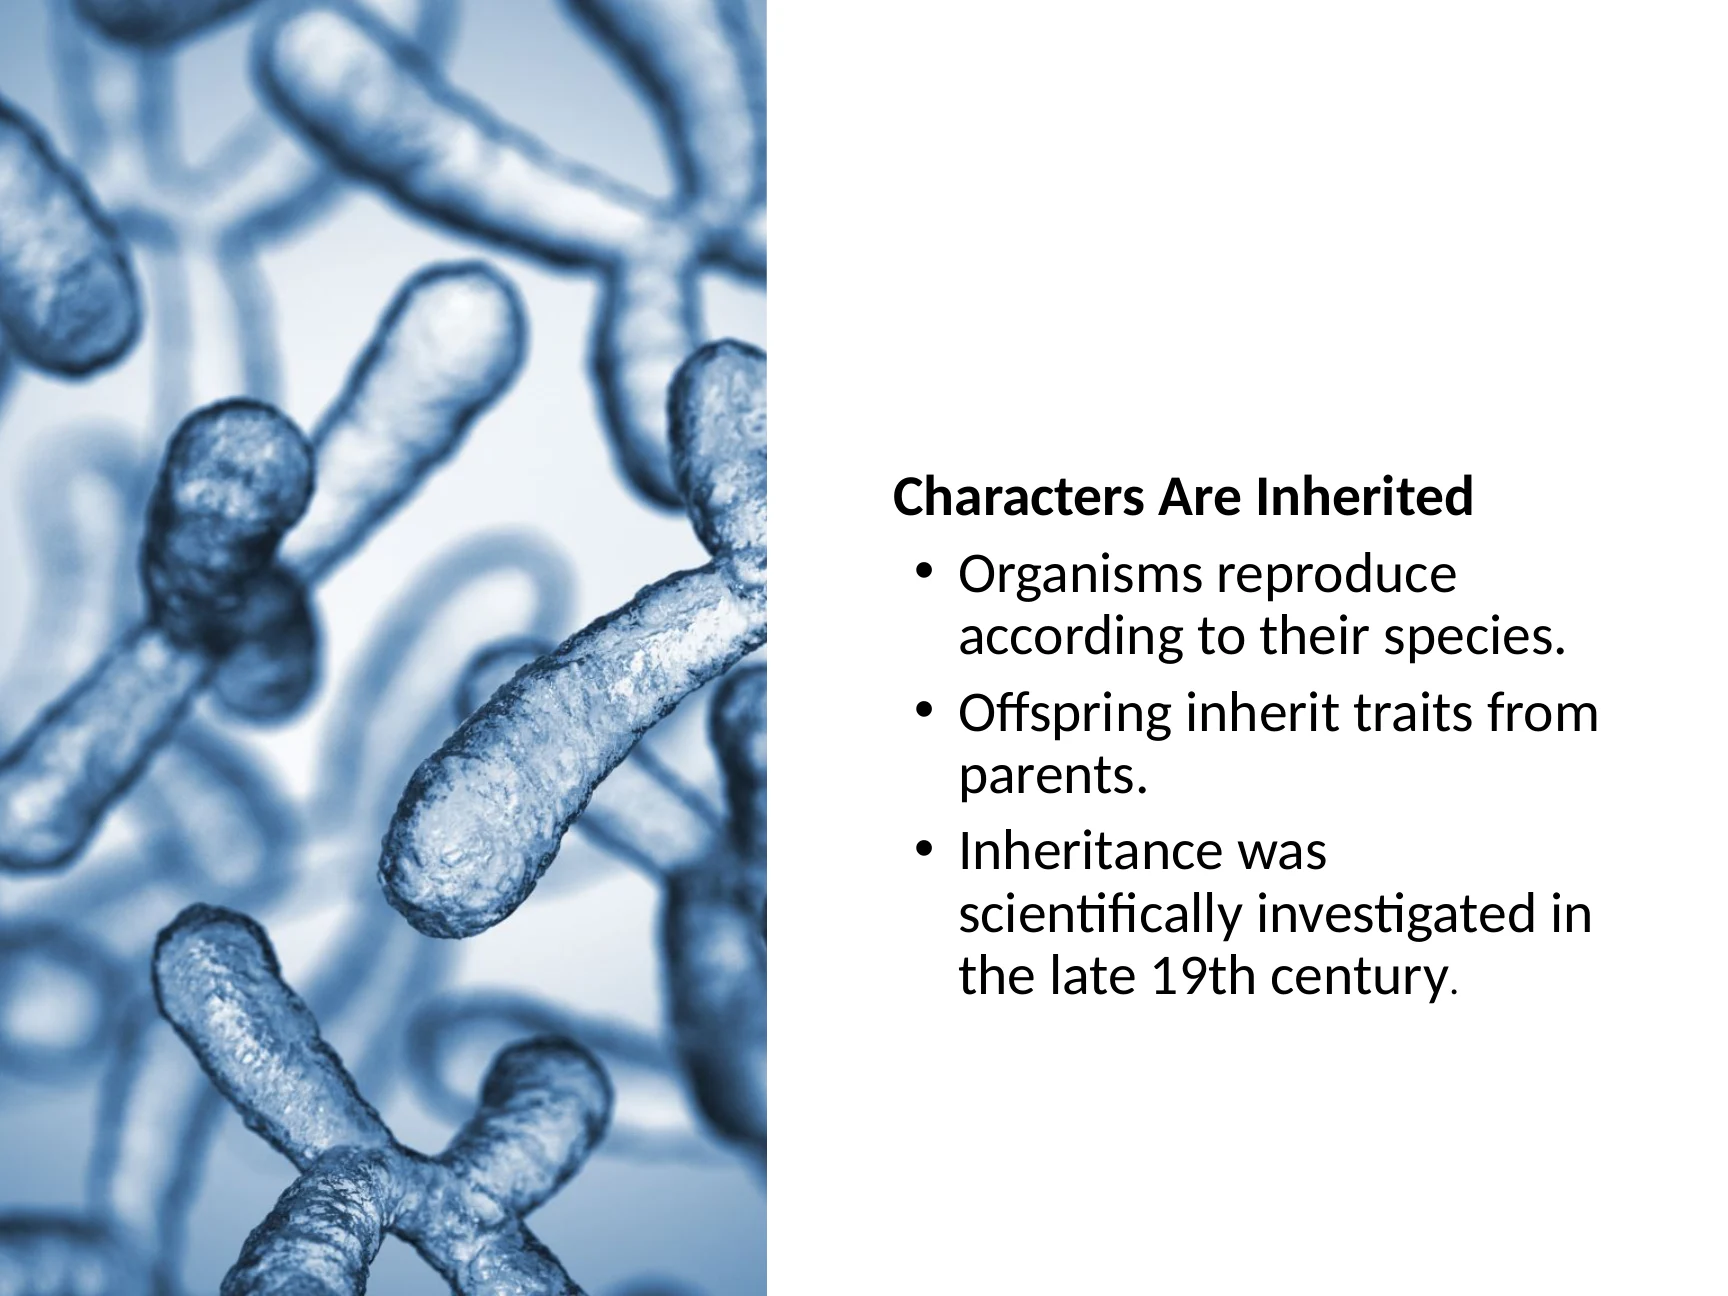 Characters Are Inherited
• Organisms reproduce
according to their species.
• Offspring inherit traits from
parents.
• Inheritance was
scientifically investigated in
the late 19th century.